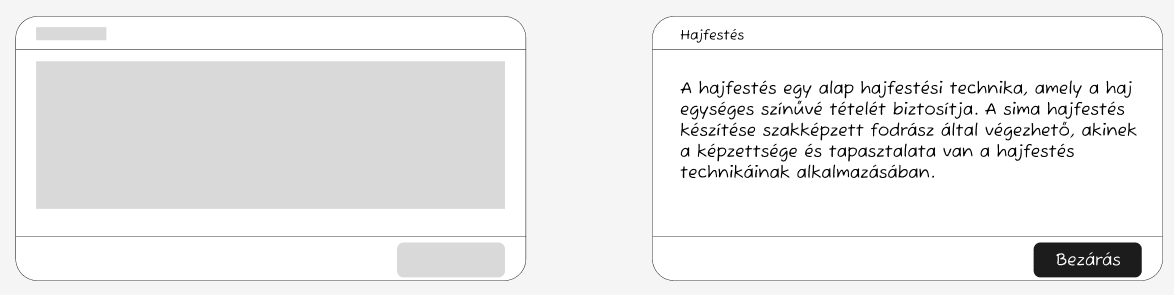 Hajfestés
A hajfestés egy alap hajfestési technika, amely a haj
egységes színűvé tételét biztosítja. A sima hajfestés
készítése szakképzett fodrász által végezhető, akinek
a képzettsége és tapasztalata van a hajfestés
technikáinak alkalmazásában.
Bezárás